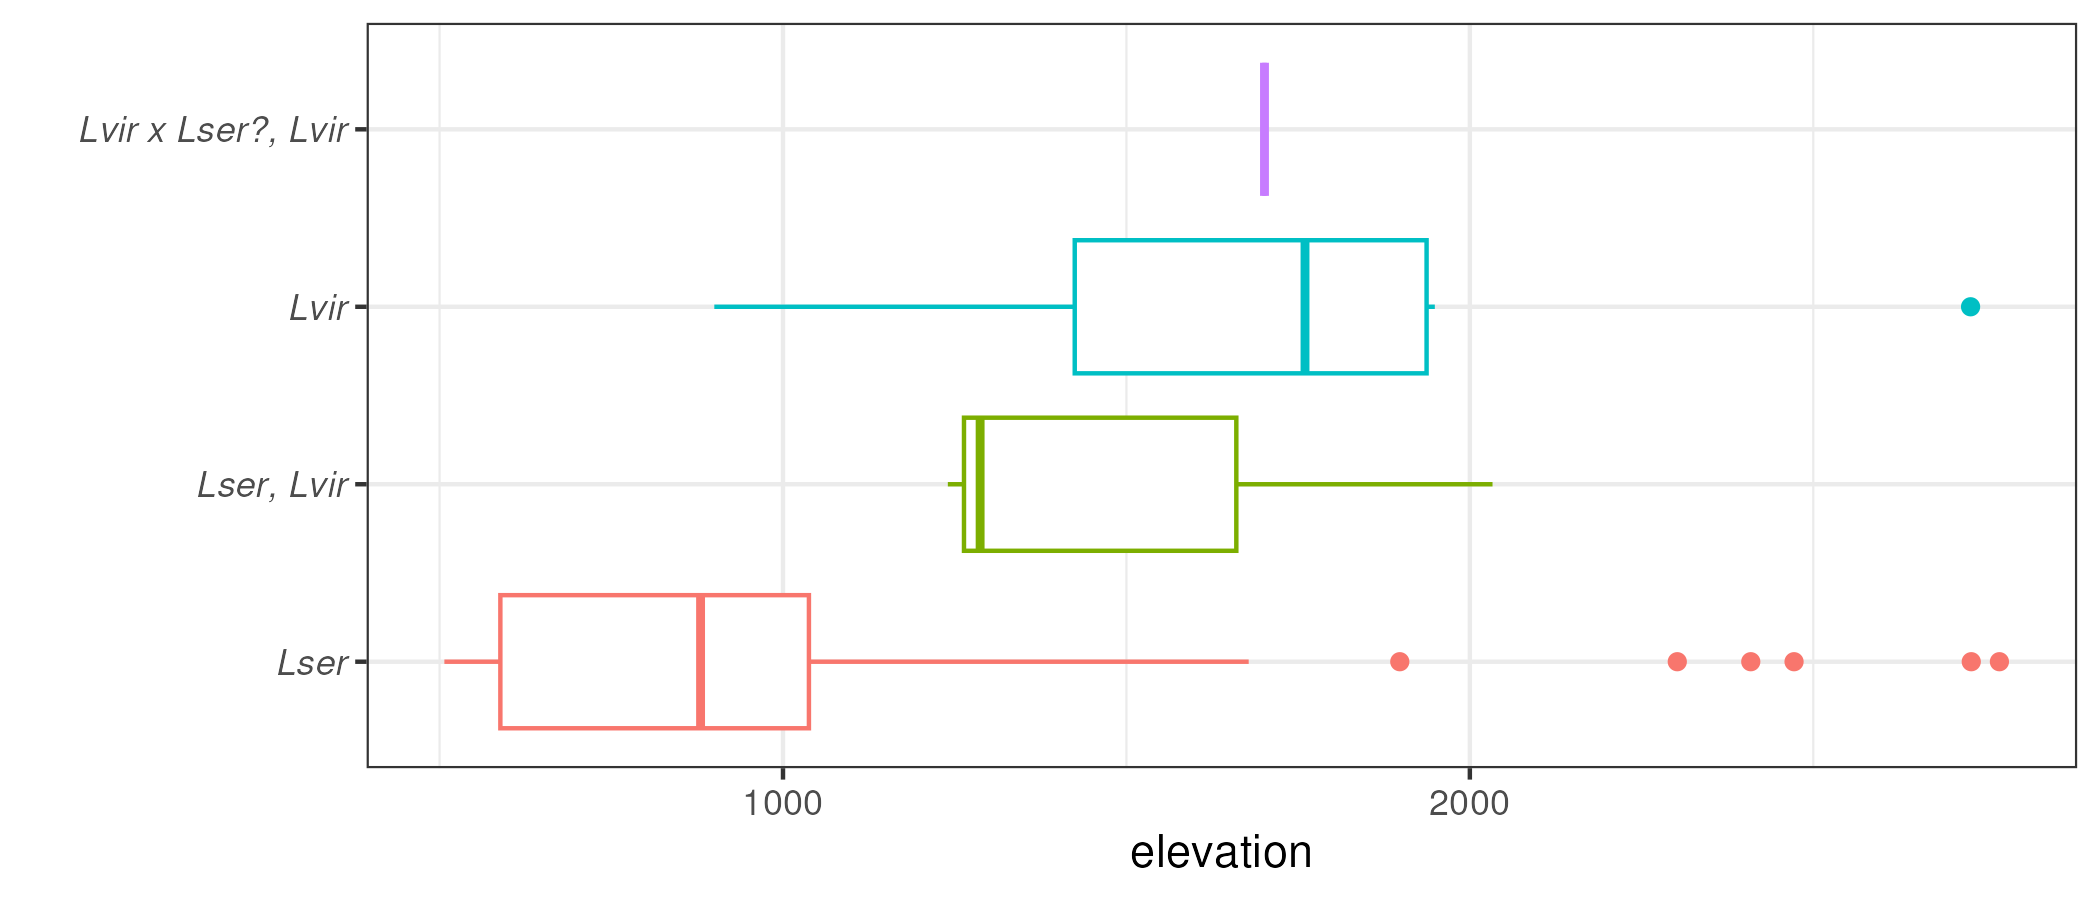 Lvir x Lser?, Lvir
Lvir
Lser, Lvir
Lser
1000 2000
elevation